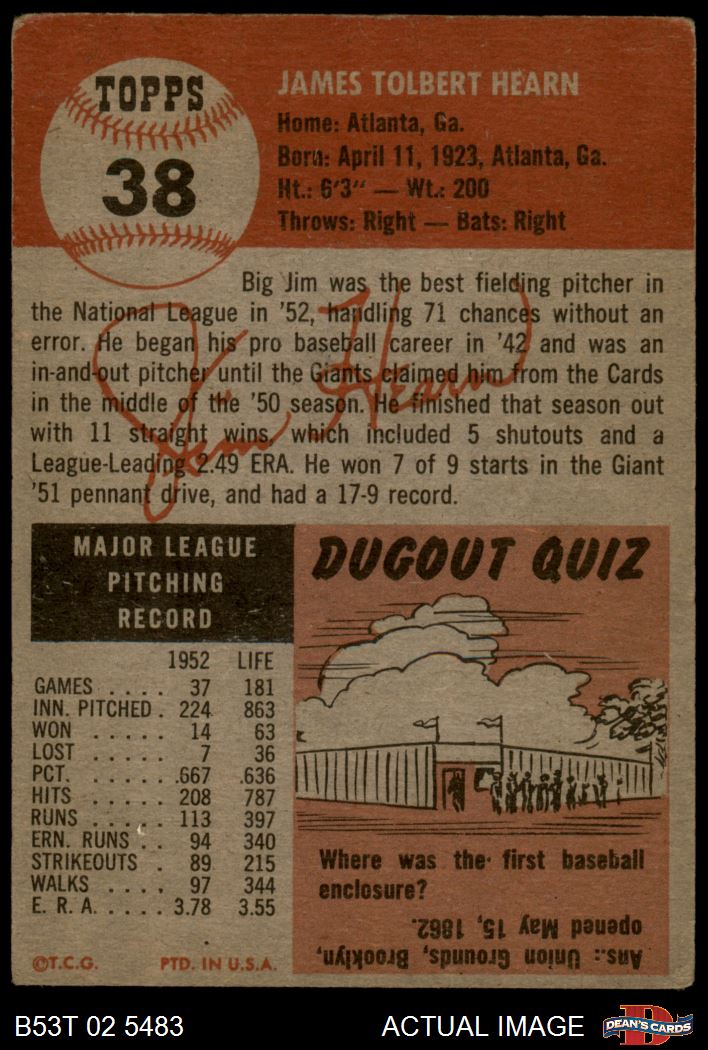 TOPPS
38
JAMES TOLBERT HEARN
Home: Atlanta, Ga.
Born: April 11, 1923, Atlanta, Ga.
Ht.: 6'3" — Wt.: 200
Throws: Right — Bats: Right
Big Jim was the best fielding pitcher in
the National League in '52, handling 71 chances without an
error. He began his pro baseball career in '42 and was an
in-and-out pitcher until the Giants claimed him from the Cards
in the middle of the '50 season. He finished that season out
with 11 straight wins, which included 5 shutouts and a
League-Leading 2.49 ERA. He won 7 of 9 starts in the Giant
'51 pennant drive, and had a 17-9 record.
Jim Hearn
MAJOR LEAGUE
PITCHING
RECORD
1952 LIFE
GAMES . . . . 37 181
INN. PITCHED . 224 863
WON . . . . . 14 63
LOST . . . . . 7 36
PCT. . . . . . .667 .636
HITS . . . . . 208 787
RUNS . . . . . 113 397
ERN. RUNS . . 94 340
STRIKEOUTS . 89 215
WALKS . . . . 97 344
E. R. A. . . . . . 3.78 3.55
©T.C.G. PTD. IN U.S.A.
DUGOUT QUIZ
Where was the first baseball
enclosure?
Ans.: Union Grounds, Brooklyn,
opened May 15, 1862.
B53T 02 5483 ACTUAL IMAGE
DEAN'S CARDS